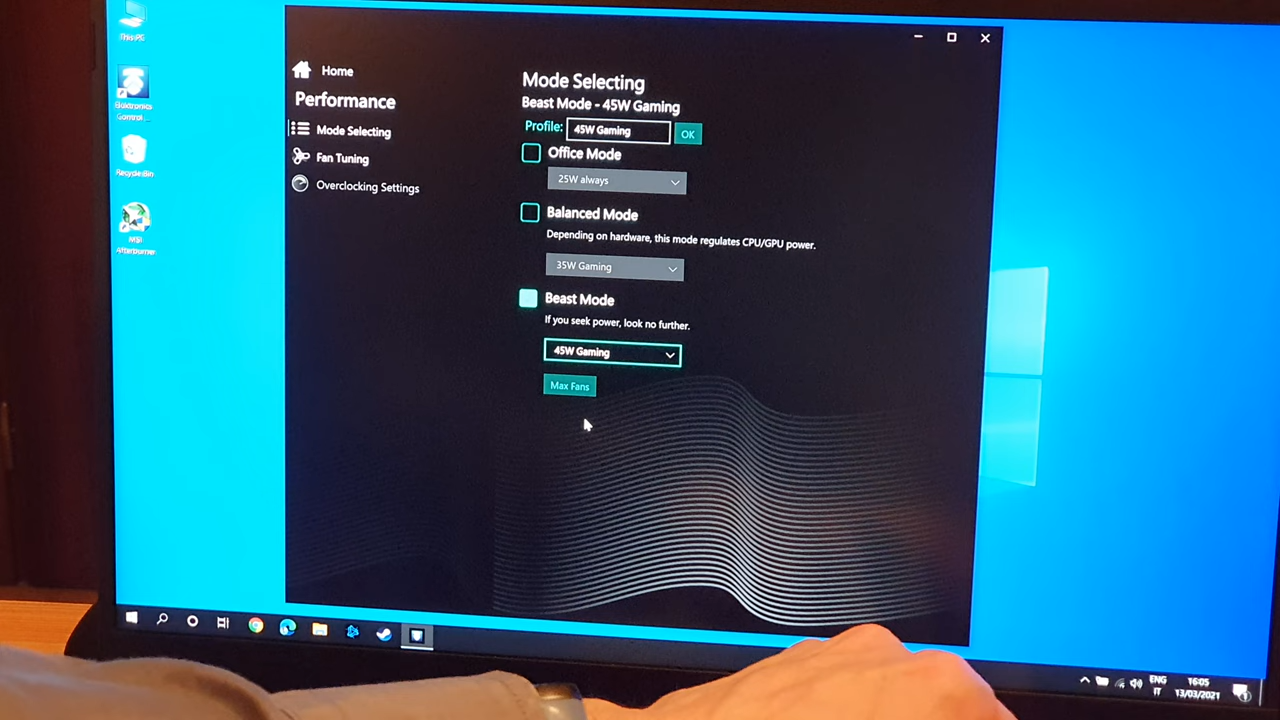 This PC
Control ...
Recycle Bin
MSI
Afterburner
Home
Performance
Mode Selecting
Fan Tuning
Overclocking Settings
Mode Selecting
Beast Mode - 45W Gaming
Profile: 45W Gaming OK
Office Mode
25W always
Balanced Mode
Depending on hardware, this mode regulates CPU/GPU power.
35W Gaming
Beast Mode
If you seek power, look no further.
45W Gaming
Max Fans
ENG
IT
16:05
13/03/2021